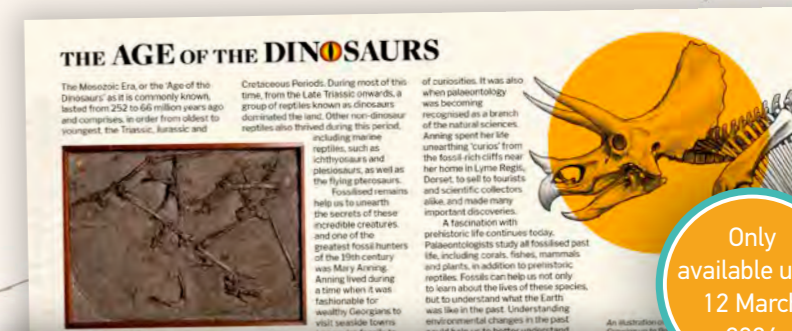 THE AGE OF THE DINOSAURS
The Mesozoic Era, or the 'Age of the
Dinosaurs' as it is commonly known,
lasted from 252 to 66 million years ago
and comprises, in order from oldest to
youngest, the Triassic, Jurassic and
Cretaceous Periods. During most of this
time, from the Late Triassic onwards, a
group of reptiles known as dinosaurs
dominated the land. Other non-dinosaur
reptiles also thrived during this period,
including marine
reptiles, such as
ichthyosaurs and
plesiosaurs, as well as
the flying pterosaurs.
Fossilised remains
help us to unearth
the secrets of these
incredible creatures,
and one of the
greatest fossil hunters
of the 19th century
was Mary Anning.
Anning lived during
a time when it was
fashionable for
wealthy Georgians to
visit seaside towns
of curiosities. It was also
when palaeontology
was becoming
recognised as a branch
of the natural sciences.
Anning spent her life
unearthing 'curios' from
the fossil-rich cliffs near
her home in Lyme Regis,
Dorset, to sell to tourists
and scientific collectors
alike, and made many
important discoveries.
A fascination with
prehistoric life continues today.
Palaeontologists study all fossilised past
life, including corals, fishes, mammals
and plants, in addition to prehistoric
reptiles. Fossils can help us not only
to learn about the lives of these species,
but to understand what the Earth
was like in the past. Understanding
environmental changes in the past
An illustration
Only
available
12 March